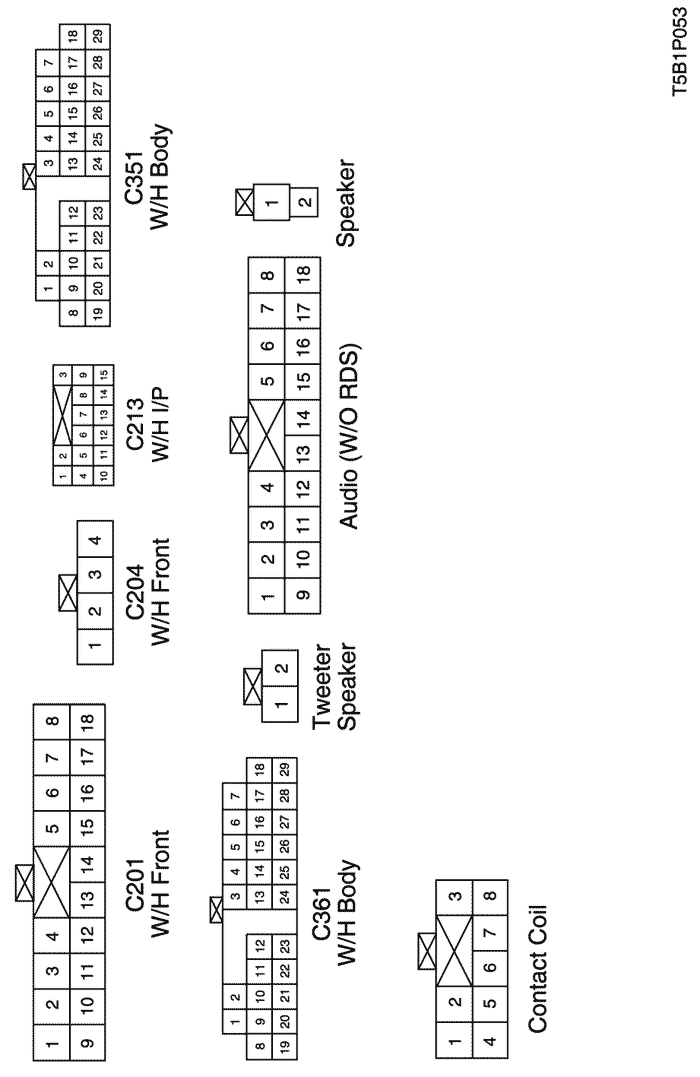 1 2 3 4 5 6 7 8
9 10 11 12 13 14 15 16 17 18
C201
W/H Front
1 2 3 4
C204
W/H Front
1 2 3
4 5 6 7 8 9
10 11 12 13 14 15
C213
W/H I/P
1 2 3 4 5 6 7
8 9 10 11 12 13 14 15 16 17 18
19 20 21 22 23 24 25 26 27 28 29
C351
W/H Body
1 2 3 4 5 6 7
8 9 10 11 12 13 14 15 16 17 18
19 20 21 22 23 24 25 26 27 28 29
C361
W/H Body
1 2
Tweeter
Speaker
1 2 3 4 5 6 7 8
9 10 11 12 13 14 15 16 17 18
Audio (W/O RDS)
1
2
Speaker
1 2 3
4 5 6 7 8
Contact Coil
T5B1P053